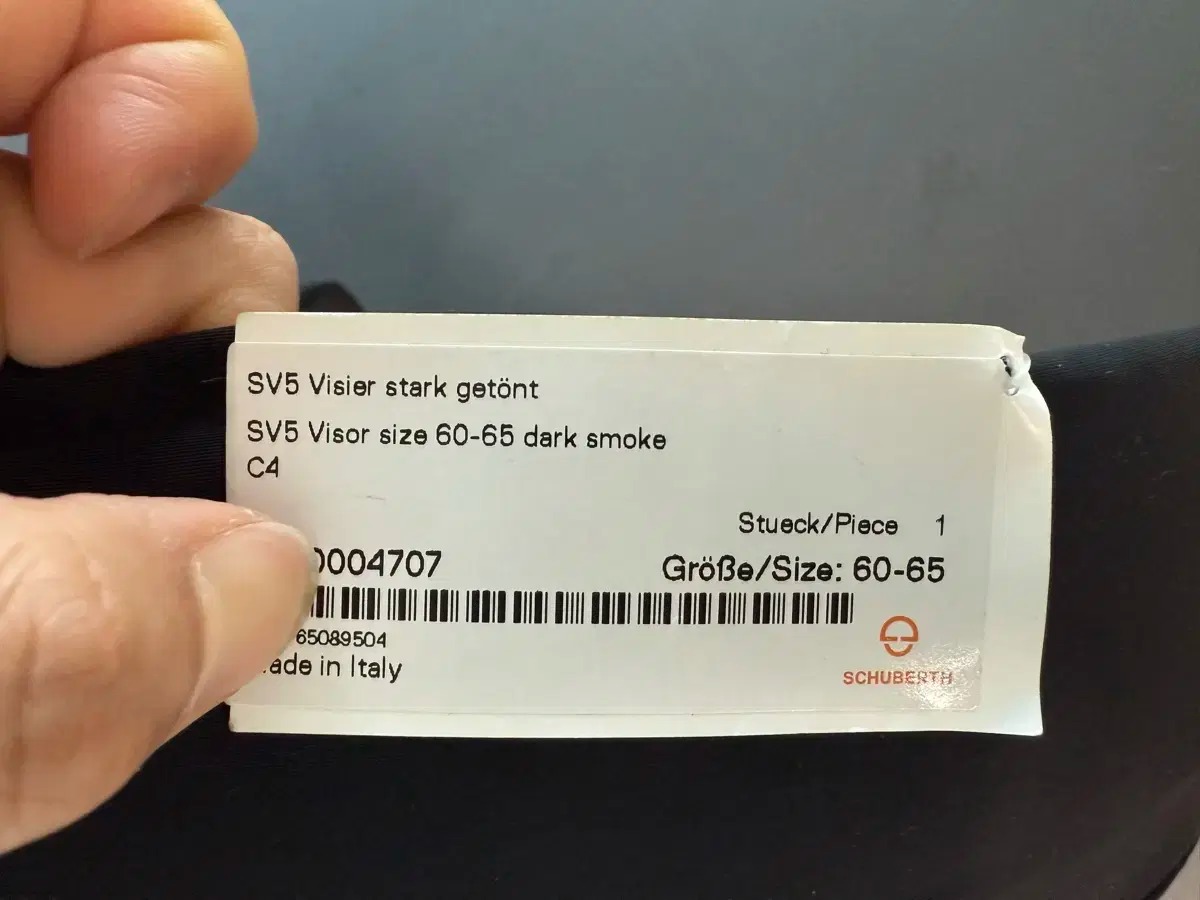 SV5 Visier stark getönt
SV5 Visor size 60-65 dark smoke
C4
Stueck/Piece 1
0004707
Größe/Size: 60-65
65089504
ade in Italy
SCHUBERTH